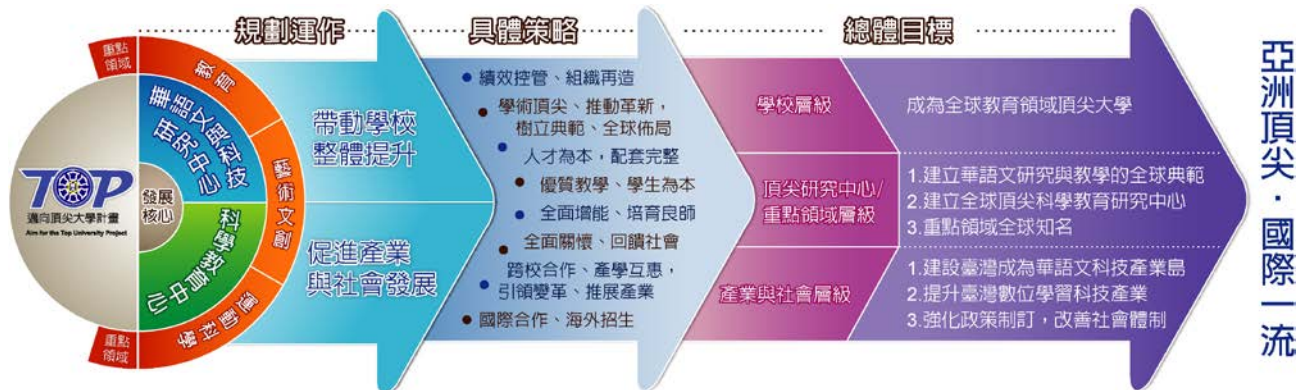 規劃運作
具體策略
總體目標
重點
領域
教育
藝術文創
運動科學
重點
領域
華語文與科技
研究中心
科學教育中心
發展
核心
TOP
邁向頂尖大學計畫
Aim for the Top University Project
帶動學校
整體提升
促進產業
與社會發展
績效控管、組織再造
學術頂尖、推動革新，
樹立典範、全球佈局
人才為本，配套完整
優質教學、學生為本
全面增能、培育良師
全面關懷、回饋社會
跨校合作、產學互惠，
引領變革、推展產業
國際合作、海外招生
學校層級
成為全球教育領域頂尖大學
頂尖研究中心/
重點領域層級
1.建立華語文研究與教學的全球典範
2.建立全球頂尖科學教育研究中心
3.重點領域全球知名
產業與社會層級
1.建設臺灣成為華語文科技產業島
2.提升臺灣數位學習科技產業
3.強化政策制訂，改善社會體制
亞洲頂尖・國際一流